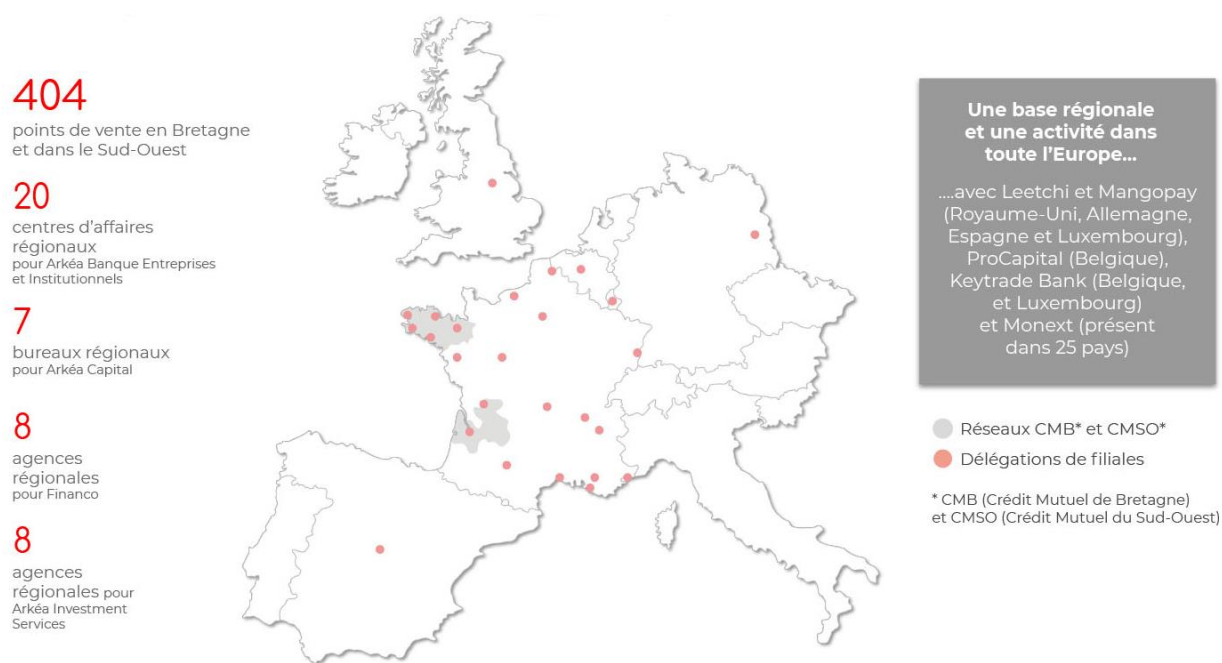 404
points de vente en Bretagne
et dans le Sud-Ouest
20
centres d'affaires
régionaux
pour Arkéa Banque Entreprises
et Institutionnels
7
bureaux régionaux
pour Arkéa Capital
8
agences
régionales
pour Financo
8
agences
régionales pour
Arkéa Investment
Services
Une base régionale
et une activité dans
toute l'Europe...
....avec Leetchi et Mangopay
(Royaume-Uni, Allemagne,
Espagne et Luxembourg),
ProCapital (Belgique),
Keytrade Bank (Belgique,
et Luxembourg)
et Monext (présent
dans 25 pays)
Réseaux CMB* et CMSO*
Délégations de filiales
* CMB (Crédit Mutuel de Bretagne)
et CMSO (Crédit Mutuel du Sud-Ouest)